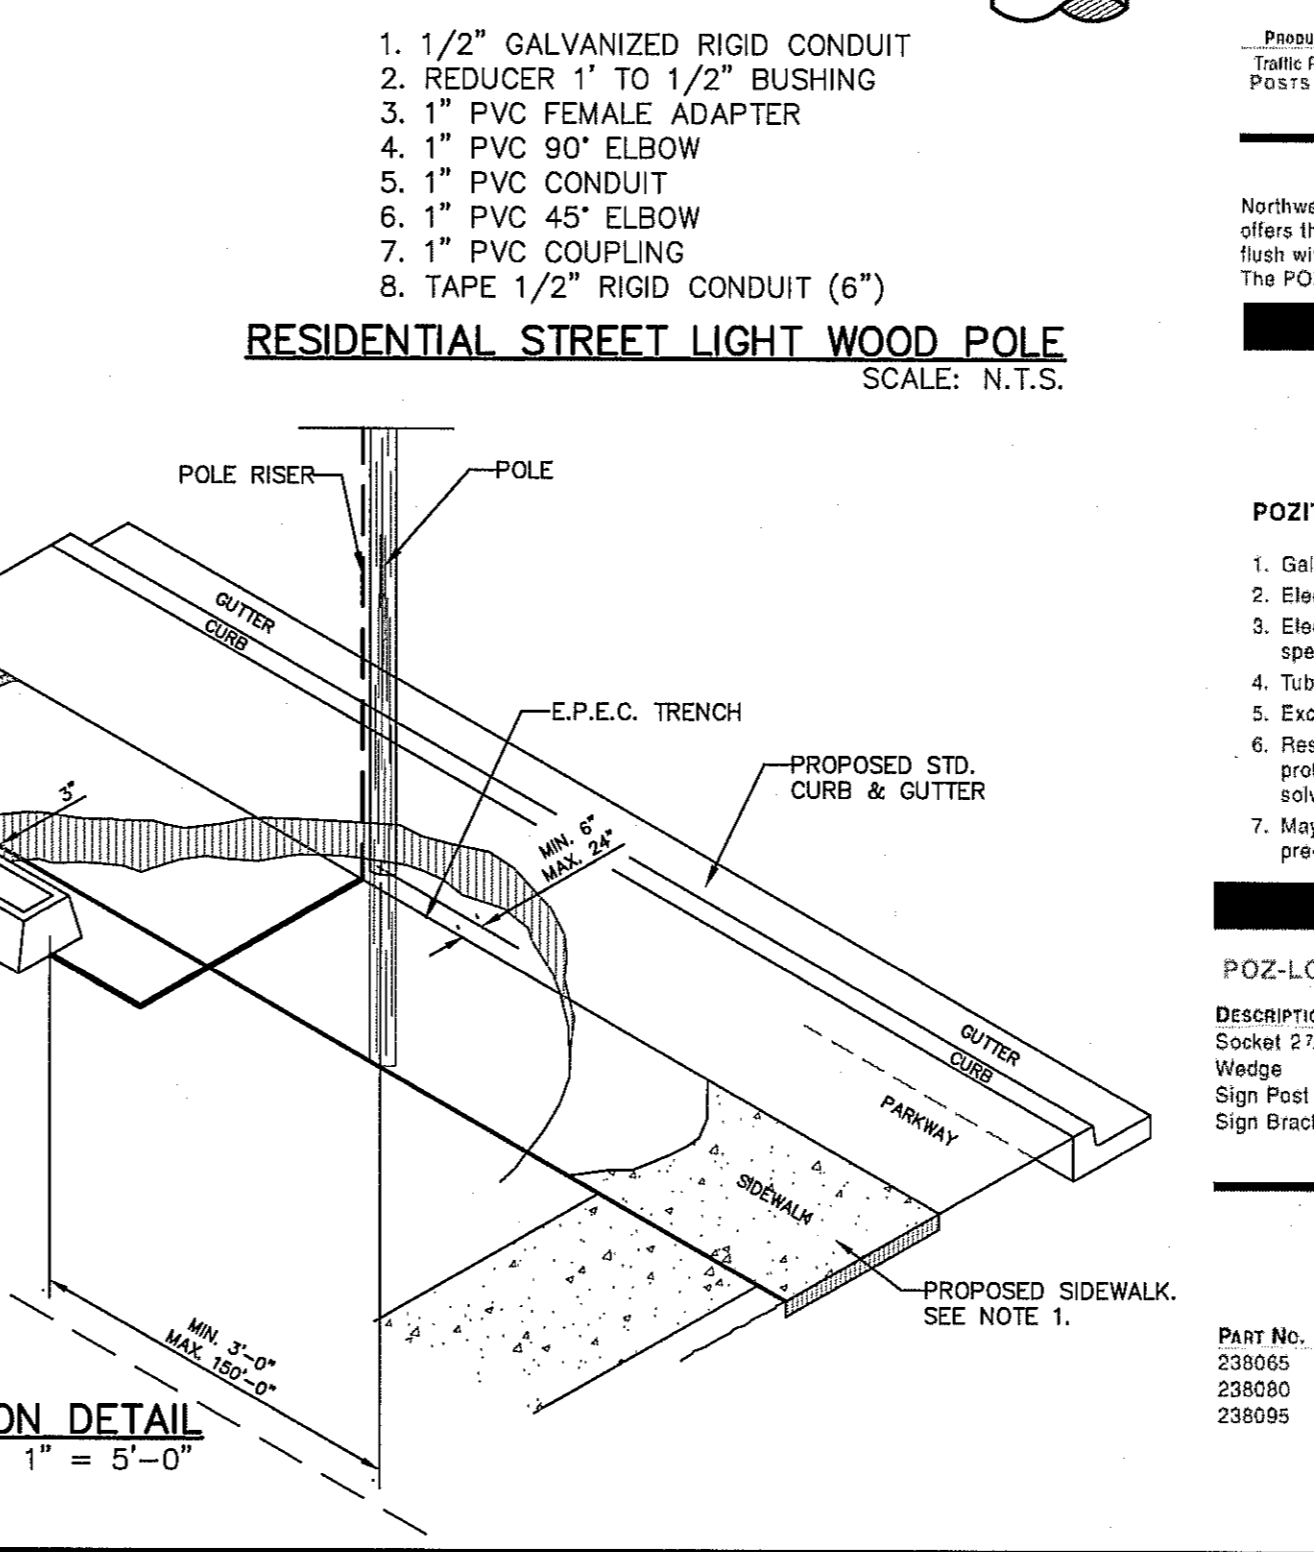 1. 1/2" GALVANIZED RIGID CONDUIT
2. REDUCER 1' TO 1/2" BUSHING
3. 1" PVC FEMALE ADAPTER
4. 1" PVC 90° ELBOW
5. 1" PVC CONDUIT
6. 1" PVC 45° ELBOW
7. 1" PVC COUPLING
8. TAPE 1/2" RIGID CONDUIT (6")
RESIDENTIAL STREET LIGHT WOOD POLE
SCALE: N.T.S.
POLE RISER
POLE
GUTTER
CURB
E.P.E.C. TRENCH
PROPOSED STD.
CURB & GUTTER
3"
MIN. 6"
MAX. 24"
GUTTER
CURB
PARKWAY
SIDEWALK
PROPOSED SIDEWALK.
SEE NOTE 1.
MIN. 3'-0"
MAX. 150'-0"
ON DETAIL
1" = 5'-0"
PRODU
Traffic P
POSTS
Northwe
offers th
flush wi
The PO
POZI
1. Gal
2. Ele
3. Ele
spe
4. Tub
5. Exc
6. Res
pro
solv
7. May
pre
POZ-LO
DESCRIPTIO
Socket 2
Wedge
Sign Post
Sign Brac
PART NO.
238065
238080
238095